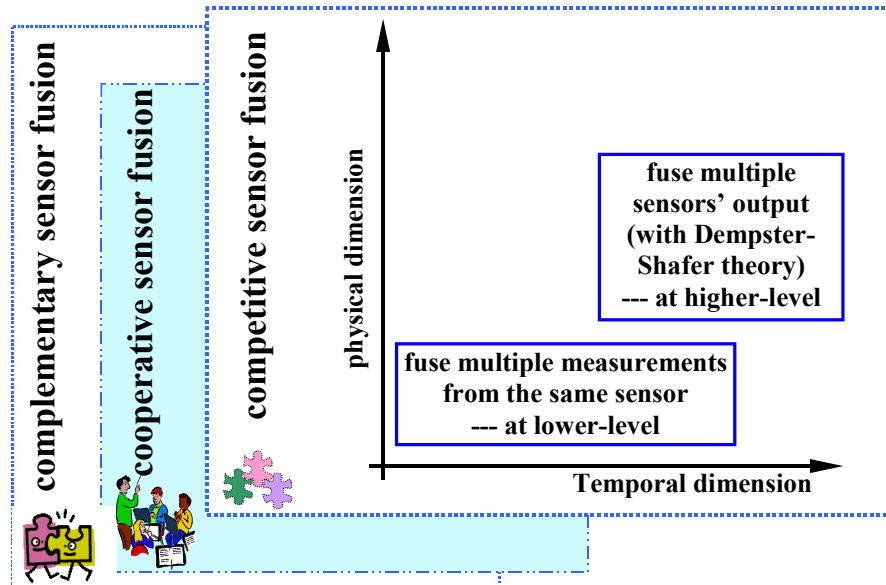 complementary sensor fusion
cooperative sensor fusion
competitive sensor fusion
physical dimension
fuse multiple
sensors’ output
(with Dempster-
Shafer theory)
--- at higher-level
fuse multiple measurements
from the same sensor
--- at lower-level
Temporal dimension